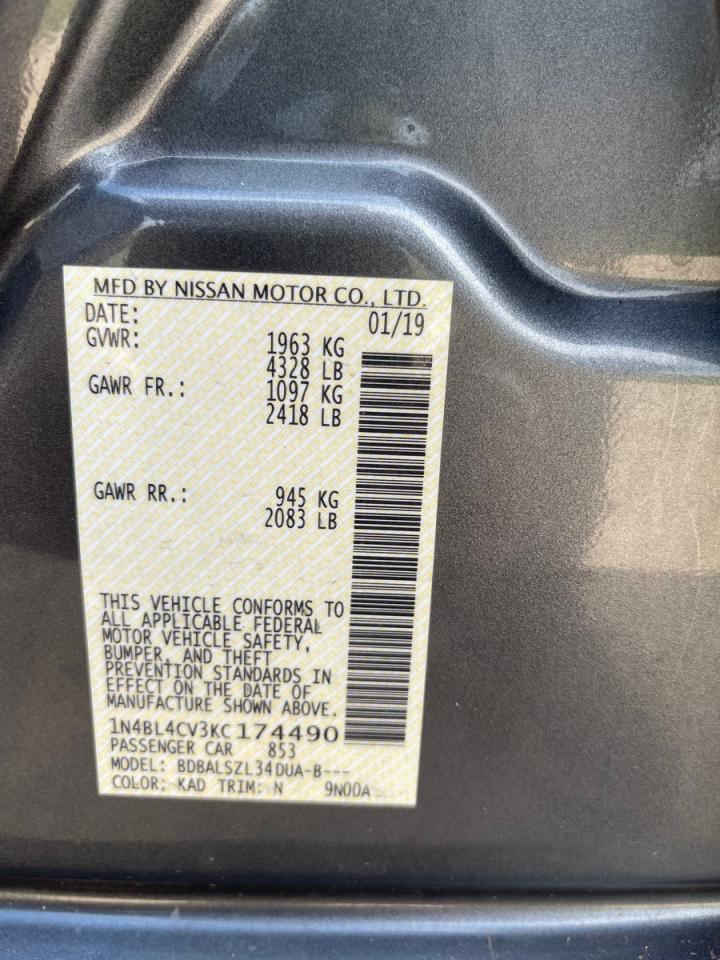 MFD BY NISSAN MOTOR CO., LTD.
DATE: 01/19
GVWR: 1963 KG
4328 LB
GAWR FR.: 1097 KG
2418 LB
GAWR RR.: 945 KG
2083 LB
THIS VEHICLE CONFORMS TO
ALL APPLICABLE FEDERAL
MOTOR VEHICLE SAFETY,
BUMPER, AND THEFT
PREVENTION STANDARDS IN
EFFECT ON THE DATE OF
MANUFACTURE SHOWN ABOVE.
1N4BL4CV3KC174490
PASSENGER CAR 853
MODEL: BDBALSZL34DUA-B---
COLOR: KAD TRIM: N 9N00A